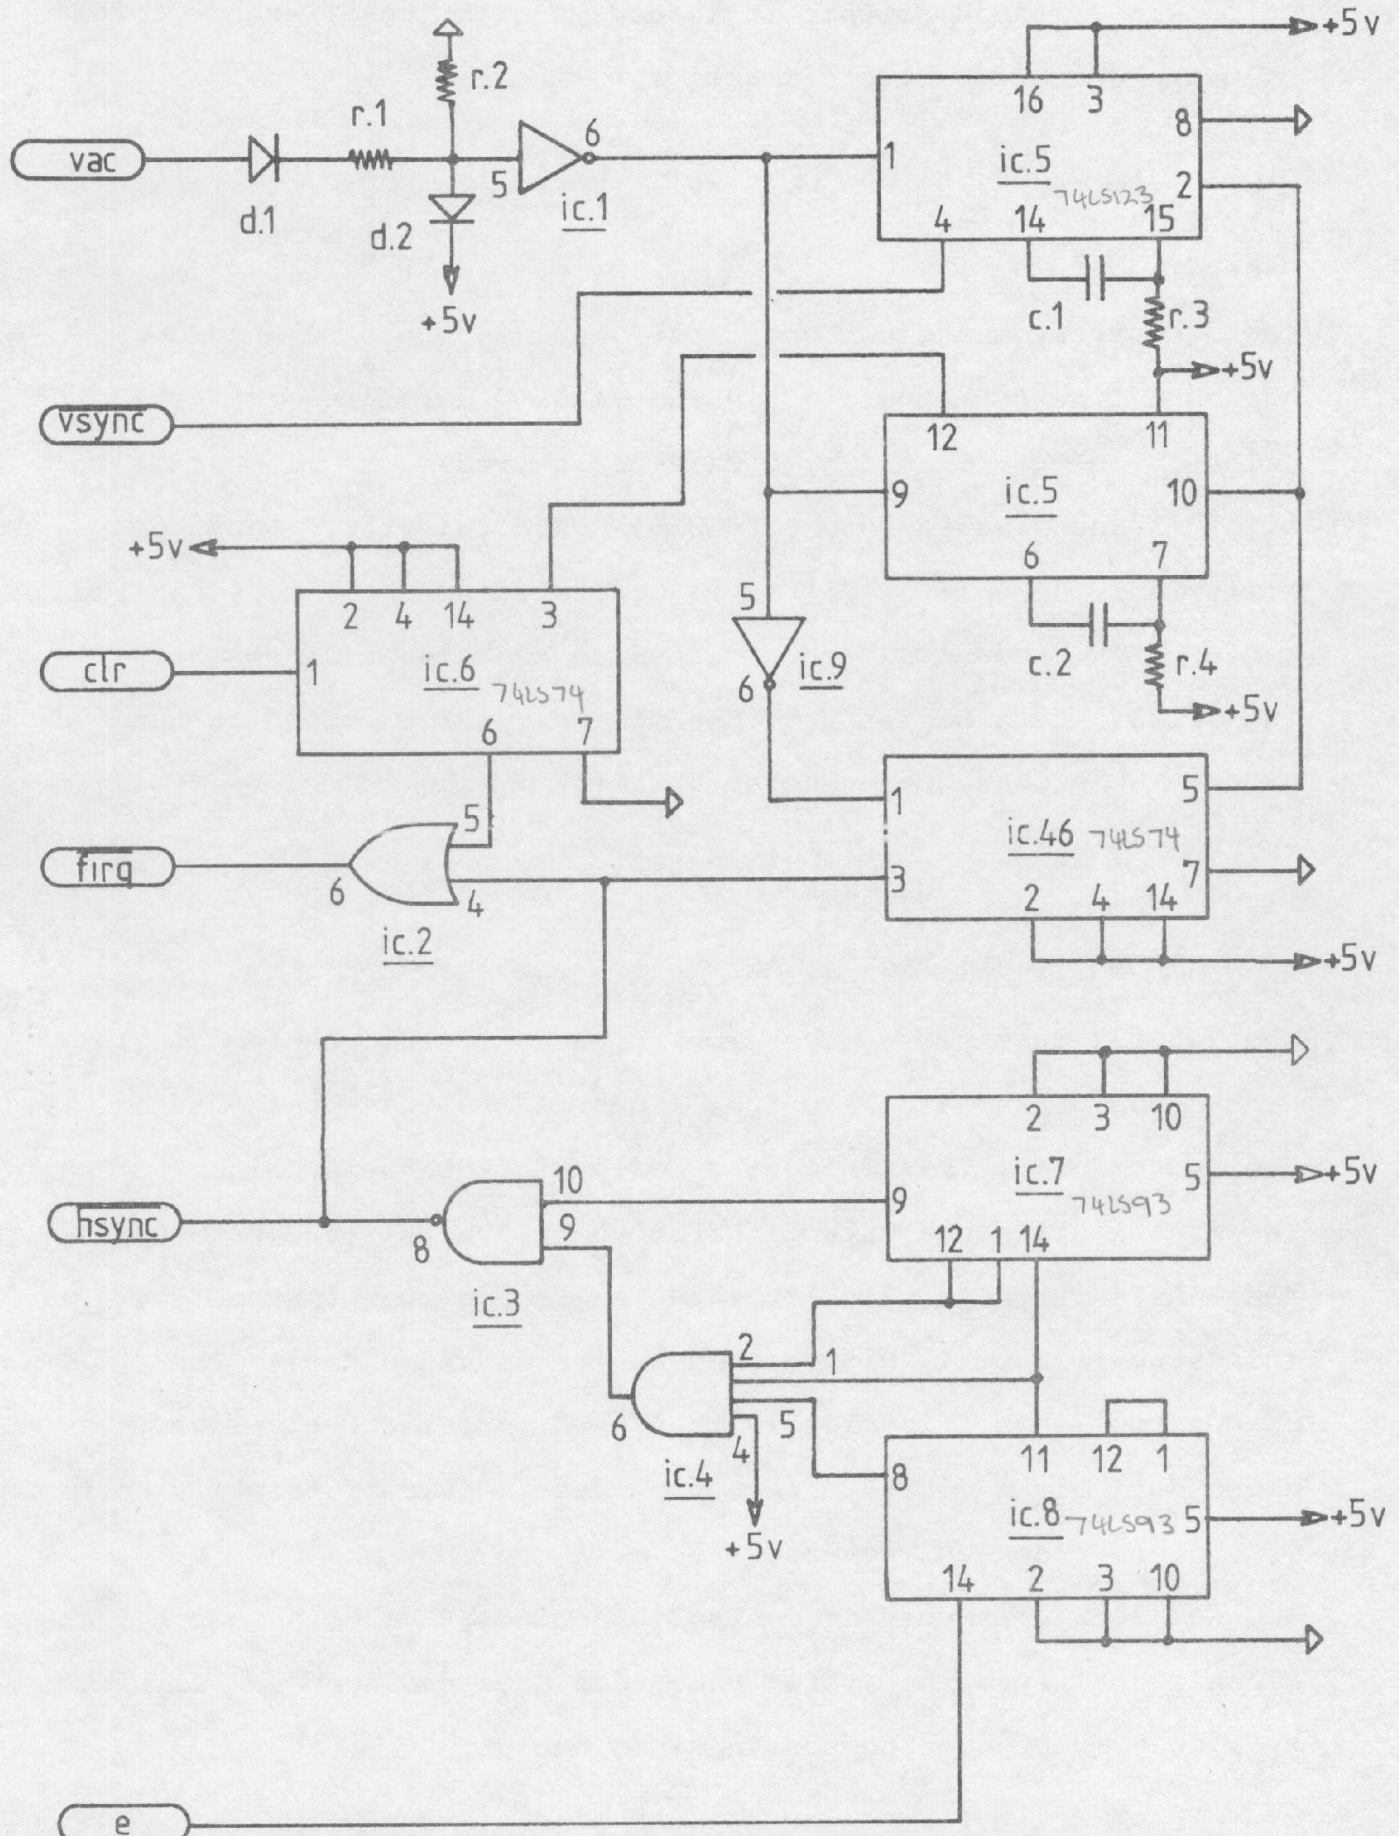 +5v
r.2
16 3
8
r.1
6
vac
1
ic.5
74LS123
2
5
ic.1
d.1
d.2
4 14 15
+5v
c.1
r.3
+5v
vsync
12 11
9
ic.5
10
+5v
6 7
2 4 14 3
5
c.2
r.4
ic.9
clr
1
ic.6
74LS74
6
+5v
6 7
1
5
5
ic.46
74LS74
firq
6
4
3
7
2 4 14
ic.2
+5v
2 3 10
10
ic.7
5
+5v
9
74LS93
hsync
8
9
12 1 14
ic.3
2
1
6
5
4
11 12 1
ic.4
8
ic.8
74LS93
5
+5v
+5v
14 2 3 10
e